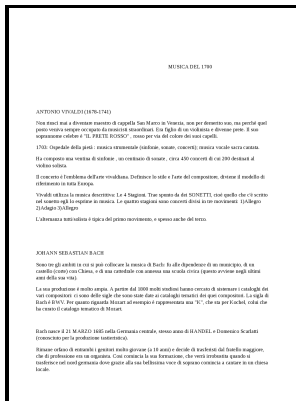 MUSICA DEL 1700
ANTONIO VIVALDI (1678-1741)
Non riuscì mai a diventare maestro di cappella San Marco in Venezia, non per demerito suo, ma perché quel
posto veniva sempre occupato da musicisti straordinari. Era figlio di un violinista e divenne prete. Il suo
soprannome celebre è "IL PRETE ROSSO", rosso per via del colore dei suoi capelli.
1703: Ospedale della pietà : musica strumentale (sinfonie, sonate, concerti); musica vocale sacra cantata.
Ha composto una ventina di sinfonie , un centinaio di sonate , circa 450 concerti di cui 200 destinati al
violino solista.
Il concerto è l'emblema dell'arte vivaldiana. Definisce lo stile e l'arte del compositore, diviene il modello di
riferimento in tutta Europa.
Vivaldi utilizza la musica descrittiva: Le 4 Stagioni. Trae spunto da dei SONETTI, cioè quello che c'è scritto
nel sonetto egli lo esprime in musica. Le quattro stagioni sono concerti divisi in tre momenti: 1)Allegro
2)Adagio 3)Allegro
L'alternanza tutti/solista è tipica del primo movimento, e spesso anche del terzo.
JOHANN SEBASTIAN BACH
Sono tre gli ambiti in cui si può collocare la musica di Bach: fu alle dipendenze di un municipio, di un
castello (corte) con Chiesa, e di una cattedrale con annessa una scuola civica (questo avviene negli ultimi
anni della sua vita).
La sua produzione è molto ampia. A partire dal 1800 molti studiosi hanno cercato di sistemare i cataloghi dei
vari compositori: ci sono delle sigle che sono state date ai cataloghi tematici dei quei compositori. La sigla di
Bach è BWV. Per quanto riguarda Mozart ad esempio è rappresentata una "K", che sta per Kochel, colui che
ha curato il catalogo tematico di Mozart.
Bach nasce il 21 MARZO 1685 nella Germania centrale, stesso anno di HANDEL e Domenico Scarlatti
(conosciuto per la produzione tastieristica).
Rimane orfano di entrambi i genitori molto giovane (a 10 anni) e decide di trasferirsi dal fratello maggiore,
che di professione era un organista. Così comincia la sua formazione, che verrà irrobustita quando si
trasferisce nel nord germania dove grazie alla sua bellissima voce di soprano comincia a cantare in un chiesa
locale.